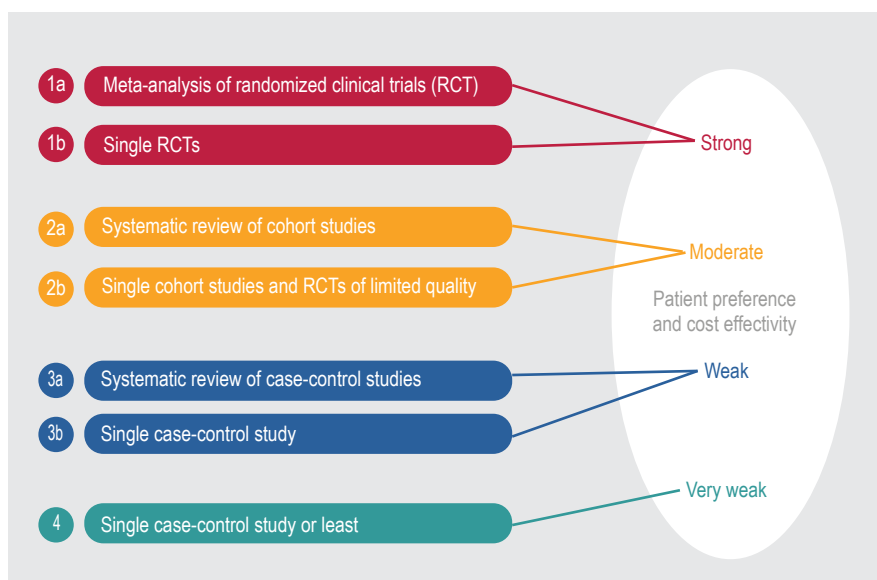 1a Meta-analysis of randomized clinical trials (RCT)
1b Single RCTs
Strong
2a Systematic review of cohort studies
Moderate
2b Single cohort studies and RCTs of limited quality
Patient preference
and cost effectivity
3a Systematic review of case-control studies
Weak
3b Single case-control study
Very weak
4 Single case-control study or least